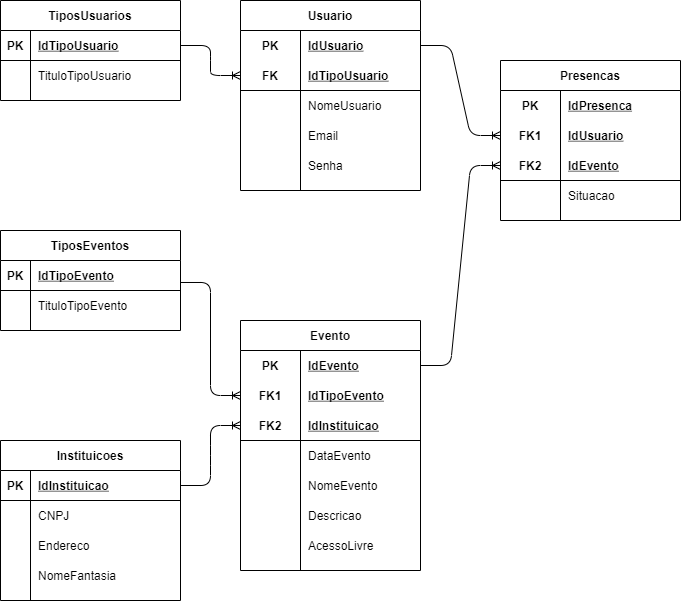 TiposUsuarios
PK IdTipoUsuario
TituloTipoUsuario
Usuario
PK IdUsuario
FK IdTipoUsuario
NomeUsuario
Email
Senha
Presencas
PK IdPresenca
FK1 IdUsuario
FK2 IdEvento
Situacao
TiposEventos
PK IdTipoEvento
TituloTipoEvento
Evento
PK IdEvento
FK1 IdTipoEvento
FK2 IdInstituicao
DataEvento
NomeEvento
Descricao
AcessoLivre
Instituicoes
PK IdInstituicao
CNPJ
Endereco
NomeFantasia